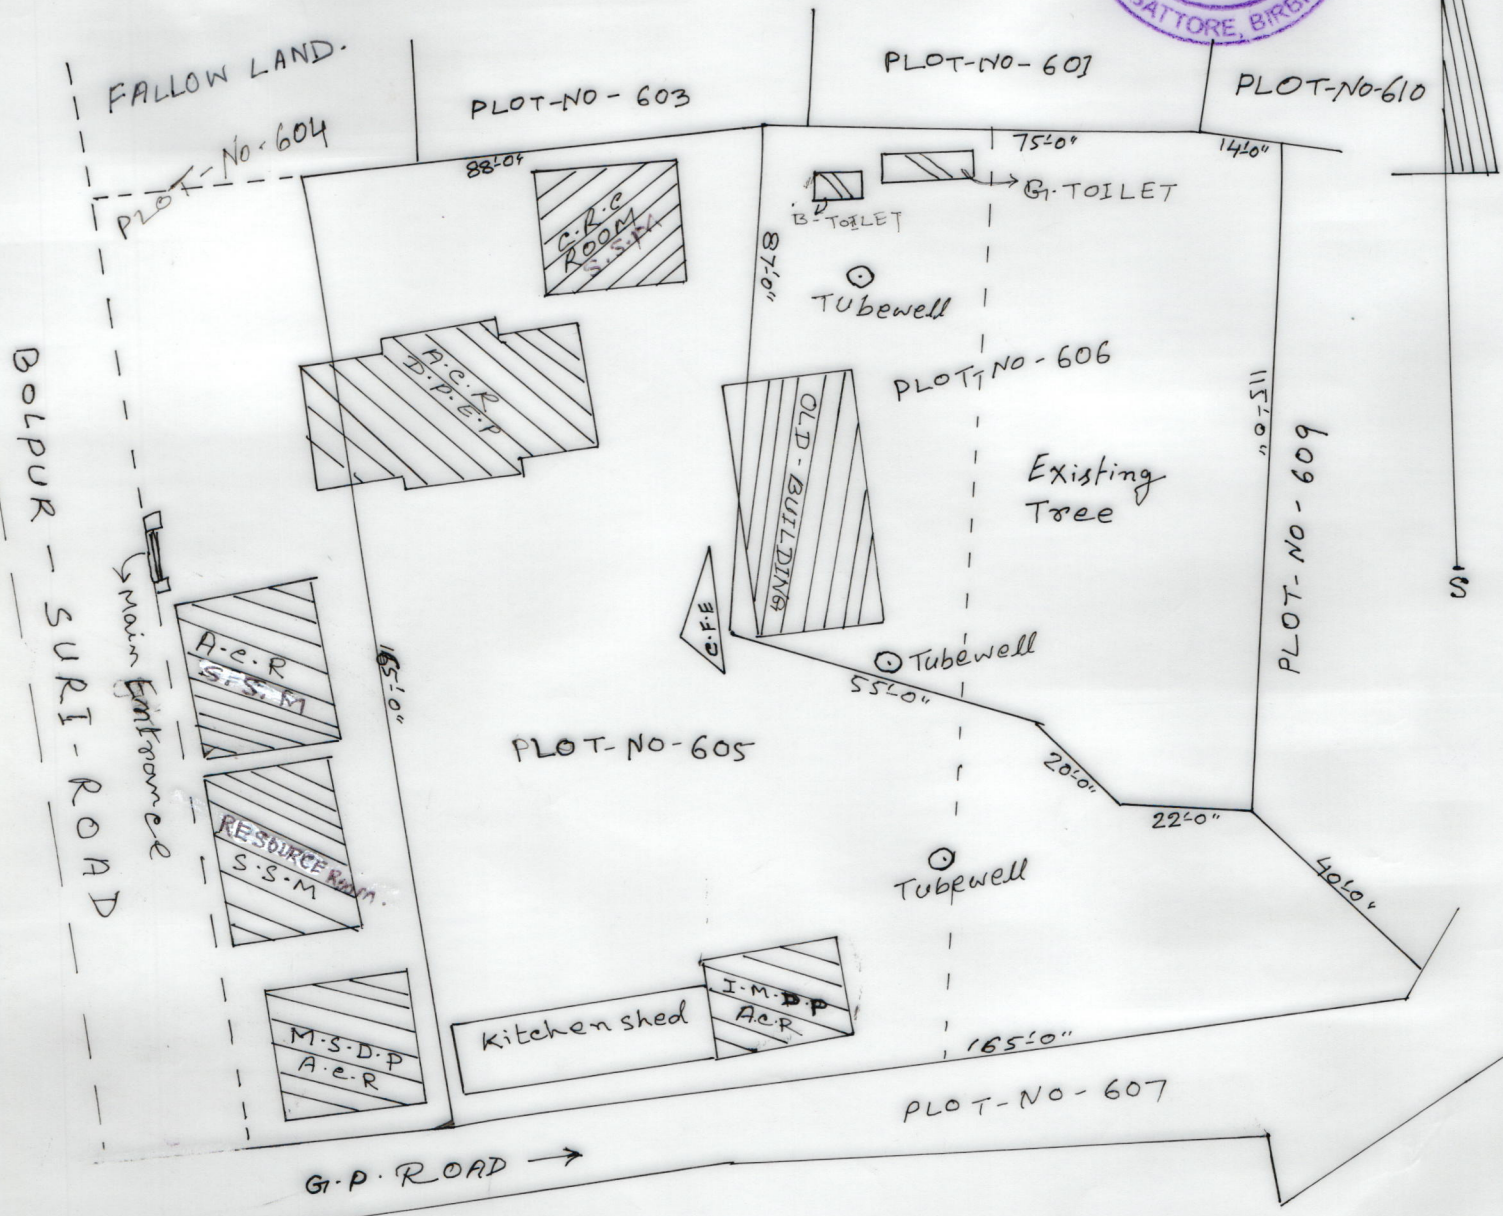 SATTORE, BIRB
FALLOW LAND.
PLOT-NO-604
PLOT-NO-603
PLOT-NO-601
PLOT-NO-610
88'-0"
75'-0"
14'-0"
C.R.C
ROOM
S.S.M
B-TOILET
G.TOILET
87'-0"
Tubewell
A.C.R
D.P.E.P
PLOT-NO-606
OLD-BUILDING
Existing
Tree
115'-0"
PLOT-NO-609
S
BOLPUR-SURI-ROAD
Main Entrance
A.C.R
S.S.M
165'-0"
C.F.E
Tubewell
55'-0"
PLOT-NO-605
20'-0"
22'-0"
40'-0"
RESOURCE Room.
S.S.M
Tubewell
M.S.D.P
A.C.R
Kitchen shed
I.M.D.P
A.C.R
165'-0"
PLOT-NO-607
G.P. ROAD →